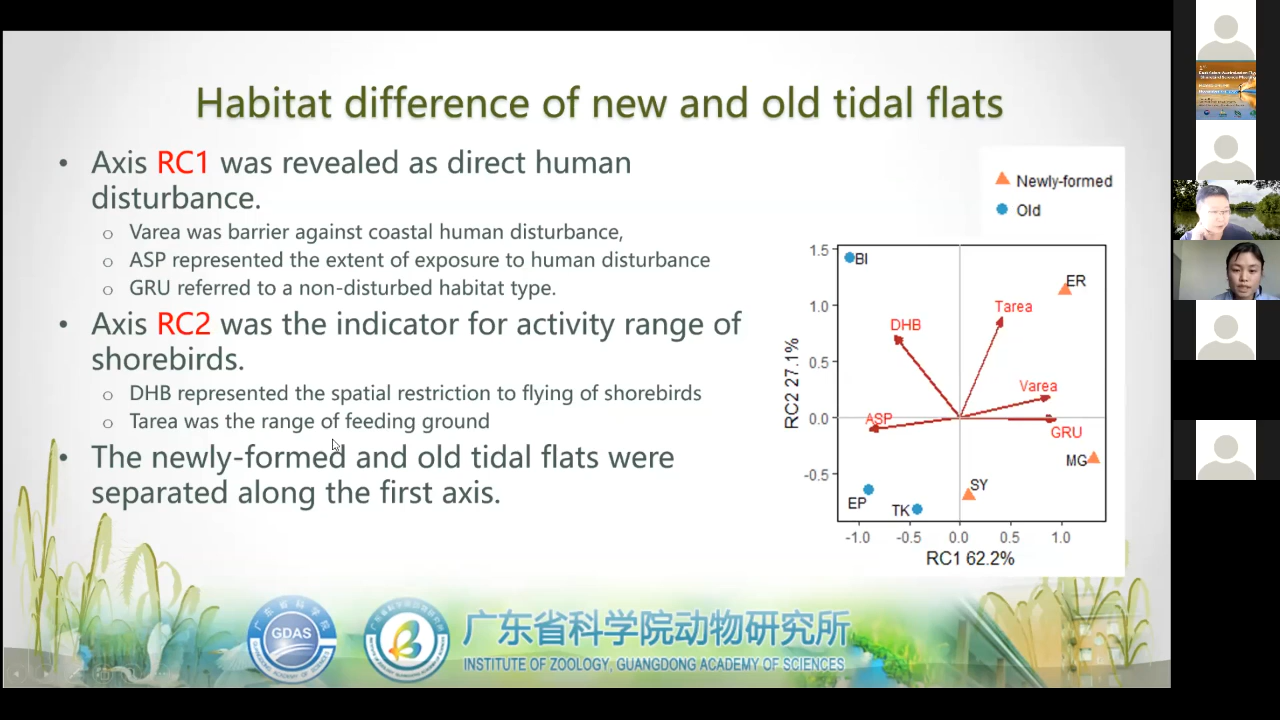 Habitat difference of new and old tidal flats
• Axis RC1 was revealed as direct human
disturbance.
o Varea was barrier against coastal human disturbance,
o ASP represented the extent of exposure to human disturbance
o GRU referred to a non-disturbed habitat type.
• Axis RC2 was the indicator for activity range of
shorebirds.
o DHB represented the spatial restriction to flying of shorebirds
o Tarea was the range of feeding ground
• The newly-formed and old tidal flats were
separated along the first axis.
Newly-formed
Old
1.5
1.0
0.5
0.0
-0.5
RC2 27.1%
BI
ER
Tarea
DHB
Varea
ASP
GRU
MG
SY
EP
TK
-1.0 -0.5 0.0 0.5 1.0
RC1 62.2%
GDAS
广东省科学院动物研究所
INSTITUTE OF ZOOLOGY, GUANGDONG ACADEMY OF SCIENCES